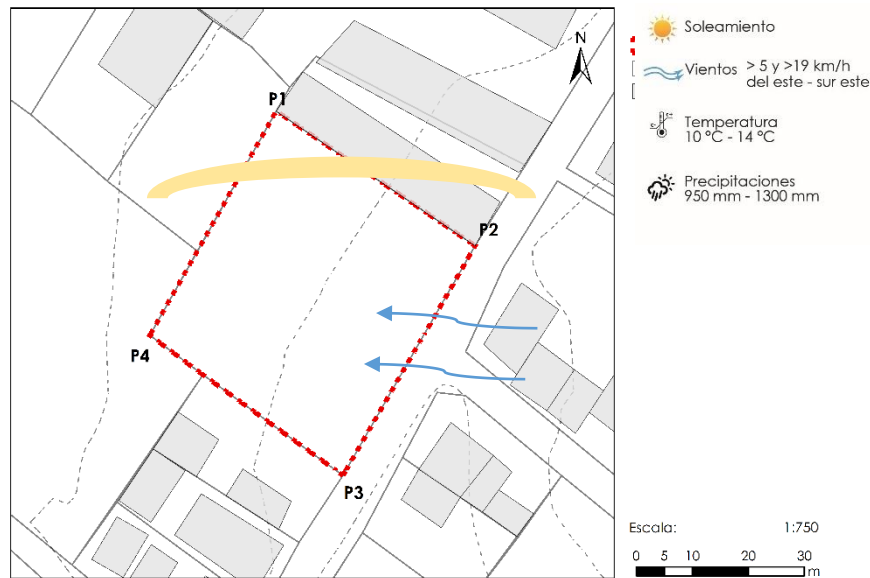 N
P1
P2
P3
P4
Soleamiento
Vientos > 5 y >19 km/h
del este - sur este
Temperatura
10 °C - 14 °C
Precipitaciones
950 mm - 1300 mm
Escala: 1:750
0 5 10 20 30
m